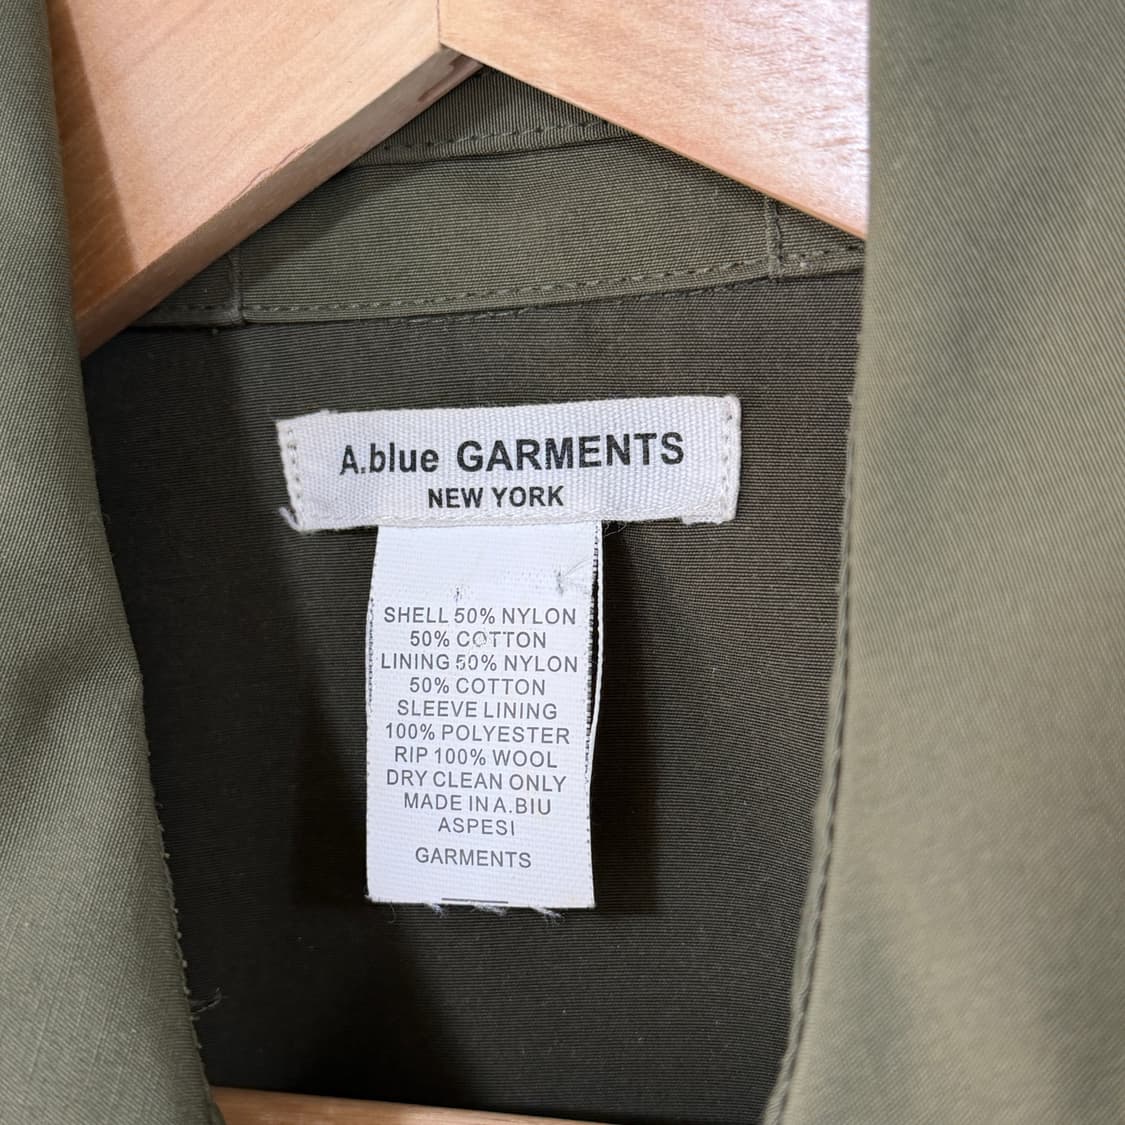 A.blue GARMENTS
NEW YORK
SHELL 50% NYLON
50% COTTON
LINING 50% NYLON
50% COTTON
SLEEVE LINING
100% POLYESTER
RIP 100% WOOL
DRY CLEAN ONLY
MADE IN A.BIU
ASPESI
GARMENTS